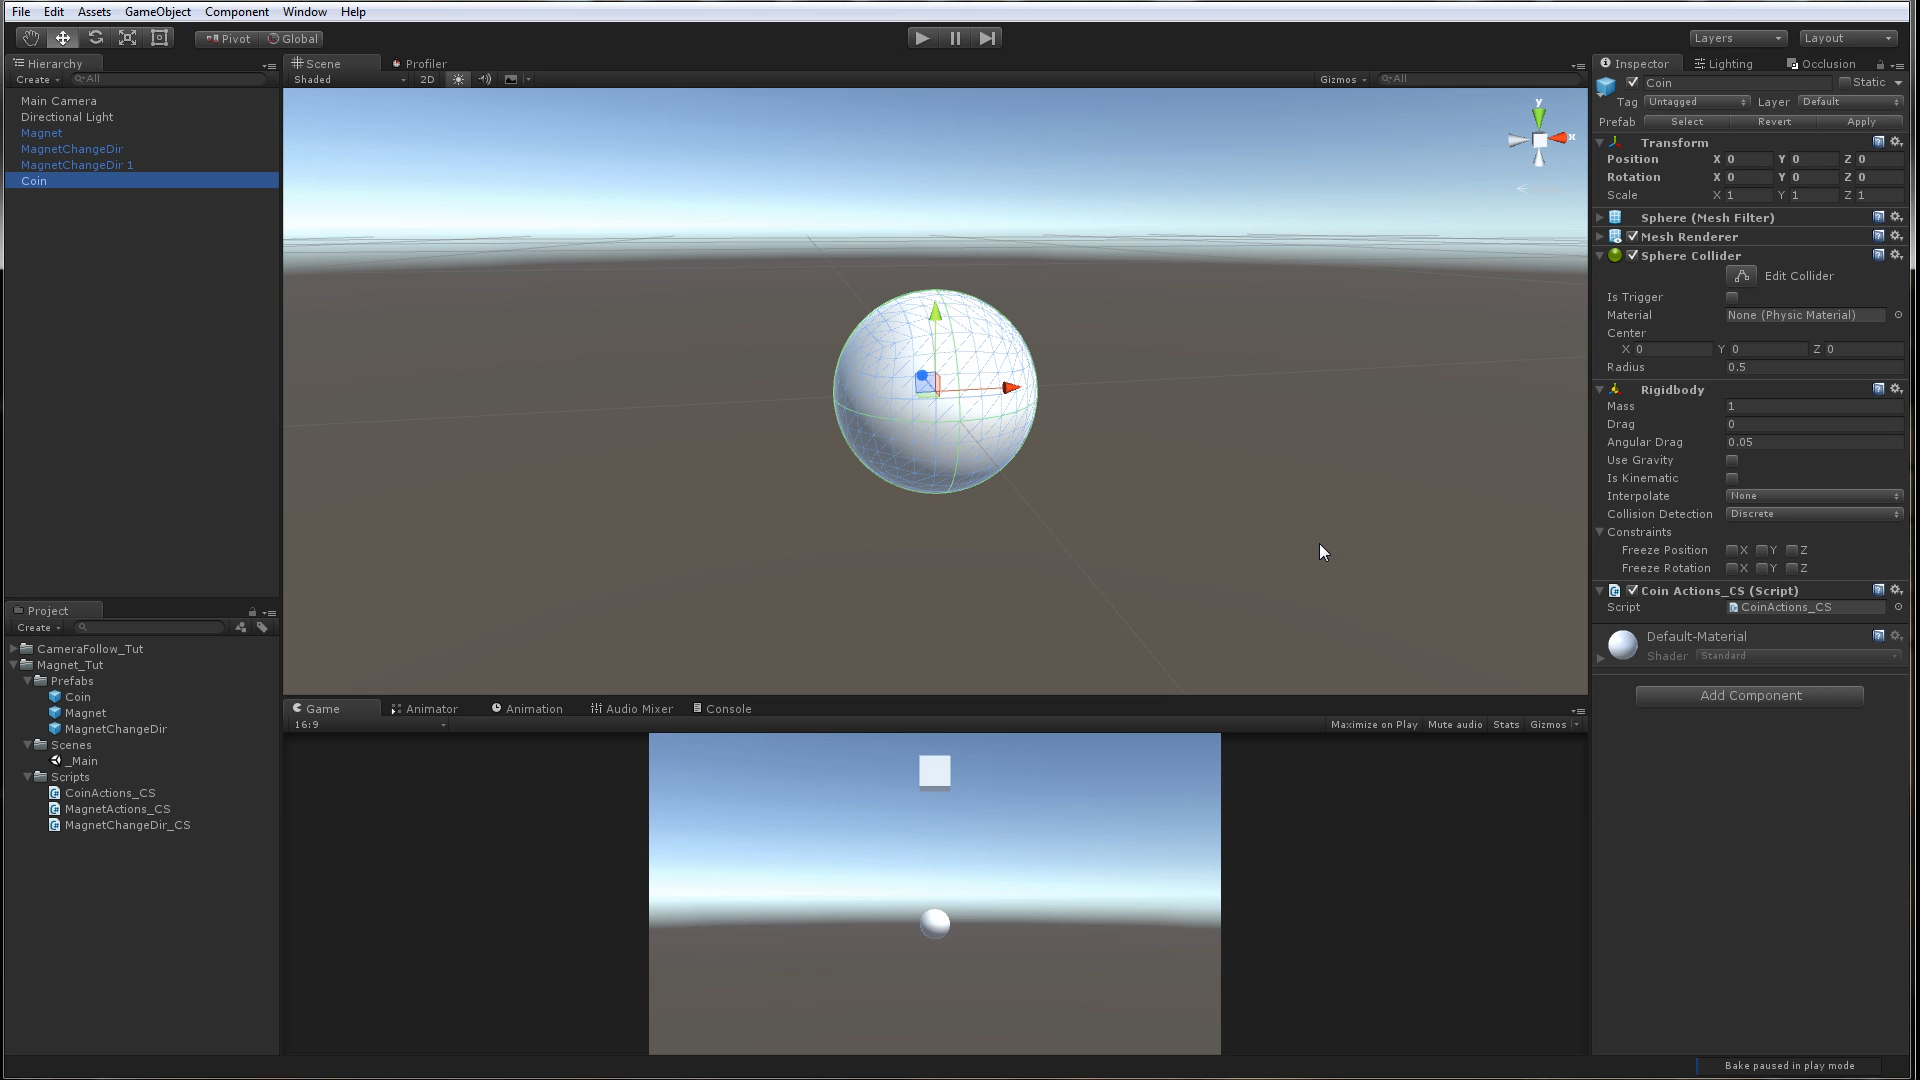 File Edit Assets GameObject Component Window Help
Pivot Global Layers Layout
Hierarchy
Create All
Main Camera
Directional Light
Magnet
MagnetChangeDir
MagnetChangeDir 1
Coin
Scene Profiler
Shaded 2D Gizmos All
y
x
Project
Create
CameraFollow_Tut
Magnet_Tut
Prefabs
Coin
Magnet
MagnetChangeDir
Scenes
_Main
Scripts
CoinActions_CS
MagnetActions_CS
MagnetChangeDir_CS
Game Animator Animation Audio Mixer Console
16:9 Maximize on Play Mute audio Stats Gizmos
Inspector Lighting Occlusion
Coin Static
Tag Untagged Layer Default
Prefab Select Revert Apply
Transform
Position X 0 Y 0 Z 0
Rotation X 0 Y 0 Z 0
Scale X 1 Y 1 Z 1
Sphere (Mesh Filter)
Mesh Renderer
Sphere Collider
Edit Collider
Is Trigger
Material None (Physic Material)
Center
X 0 Y 0 Z 0
Radius 0.5
Rigidbody
Mass 1
Drag 0
Angular Drag 0.05
Use Gravity
Is Kinematic
Interpolate None
Collision Detection Discrete
Constraints
Freeze Position X Y Z
Freeze Rotation X Y Z
Coin Actions_CS (Script)
Script CoinActions_CS
Default-Material
Shader Standard
Add Component
Bake paused in play mode